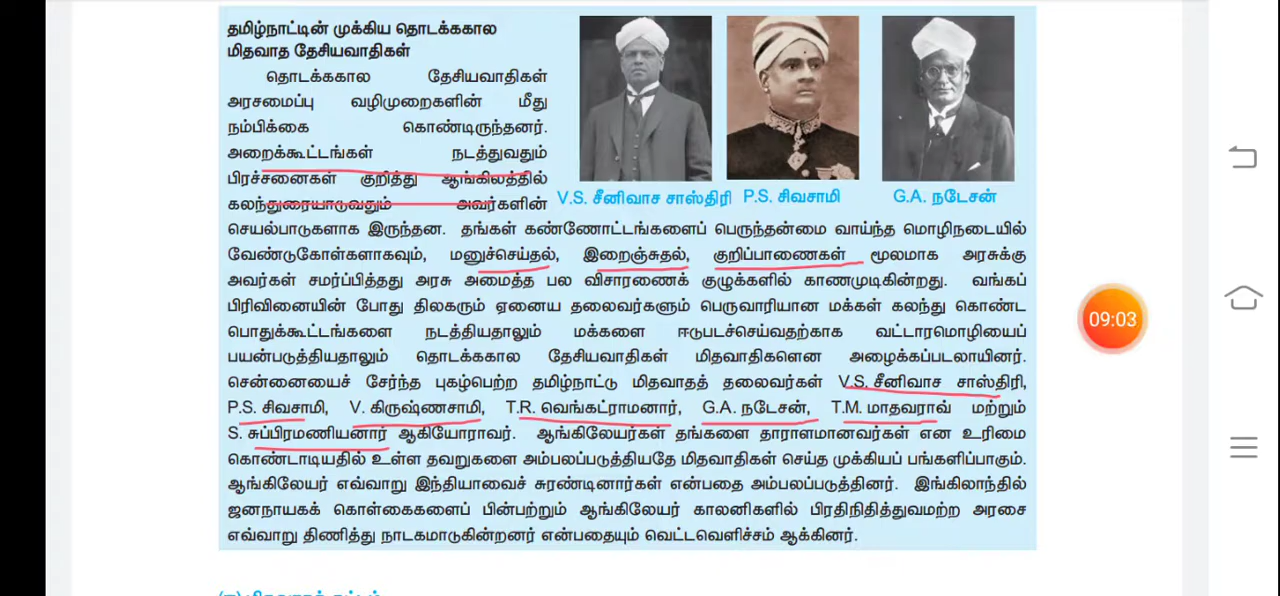 தமிழ்நாட்டின் முக்கிய தொடக்ககால
மிதவாத தேசியவாதிகள்
தொடக்ககால தேசியவாதிகள்
அரசமைப்பு வழிமுறைகளின் மீது
நம்பிக்கை கொண்டிருந்தனர்.
அறைக்கூட்டங்கள் நடத்துவதும்
பிரச்சனைகள் குறித்து ஆங்கிலத்தில்
கலந்துரையாடுவதும் அவர்களின்
V.S. சீனிவாச சாஸ்திரி P.S. சிவசாமி G.A. நடேசன்
செயல்பாடுகளாக இருந்தன. தங்கள் கண்ணோட்டங்களைப் பெருந்தன்மை வாய்ந்த மொழிநடையில்
வேண்டுகோள்களாகவும், மனுச்செய்தல், இறைஞ்சுதல், குறிப்பாணைகள் மூலமாக அரசுக்கு
அவர்கள் சமர்ப்பித்தது அரசு அமைத்த பல விசாரணைக் குழுக்களில் காணமுடிகின்றது. வங்கப்
பிரிவினையின் போது திலகரும் ஏனைய தலைவர்களும் பெருவாரியான மக்கள் கலந்து கொண்ட
பொதுக்கூட்டங்களை நடத்தியதாலும் மக்களை ஈடுபடச்செய்வதற்காக வட்டாரமொழியைப்
பயன்படுத்தியதாலும் தொடக்ககால தேசியவாதிகள் மிதவாதிகளென அழைக்கப்படலாயினர்.
சென்னையைச் சேர்ந்த புகழ்பெற்ற தமிழ்நாட்டு மிதவாதத் தலைவர்கள் V.S. சீனிவாச சாஸ்திரி,
P.S. சிவசாமி, V. கிருஷ்ணசாமி, T.R. வெங்கட்ராமனார், G.A. நடேசன், T.M. மாதவராவ் மற்றும்
S. சுப்பிரமணியனார் ஆகியோராவர். ஆங்கிலேயர்கள் தங்களை தாராளமானவர்கள் என உரிமை
கொண்டாடியதில் உள்ள தவறுகளை அம்பலப்படுத்தியதே மிதவாதிகள் செய்த முக்கியப் பங்களிப்பாகும்.
ஆங்கிலேயர் எவ்வாறு இந்தியாவைச் சுரண்டினார்கள் என்பதை அம்பலப்படுத்தினர். இங்கிலாந்தில்
ஜனநாயகக் கொள்கைகளைப் பின்பற்றும் ஆங்கிலேயர் காலனிகளில் பிரதிநிதித்துவமற்ற அரசை
எவ்வாறு திணித்து நாடகமாடுகின்றனர் என்பதையும் வெட்டவெளிச்சம் ஆக்கினர்.
09:03